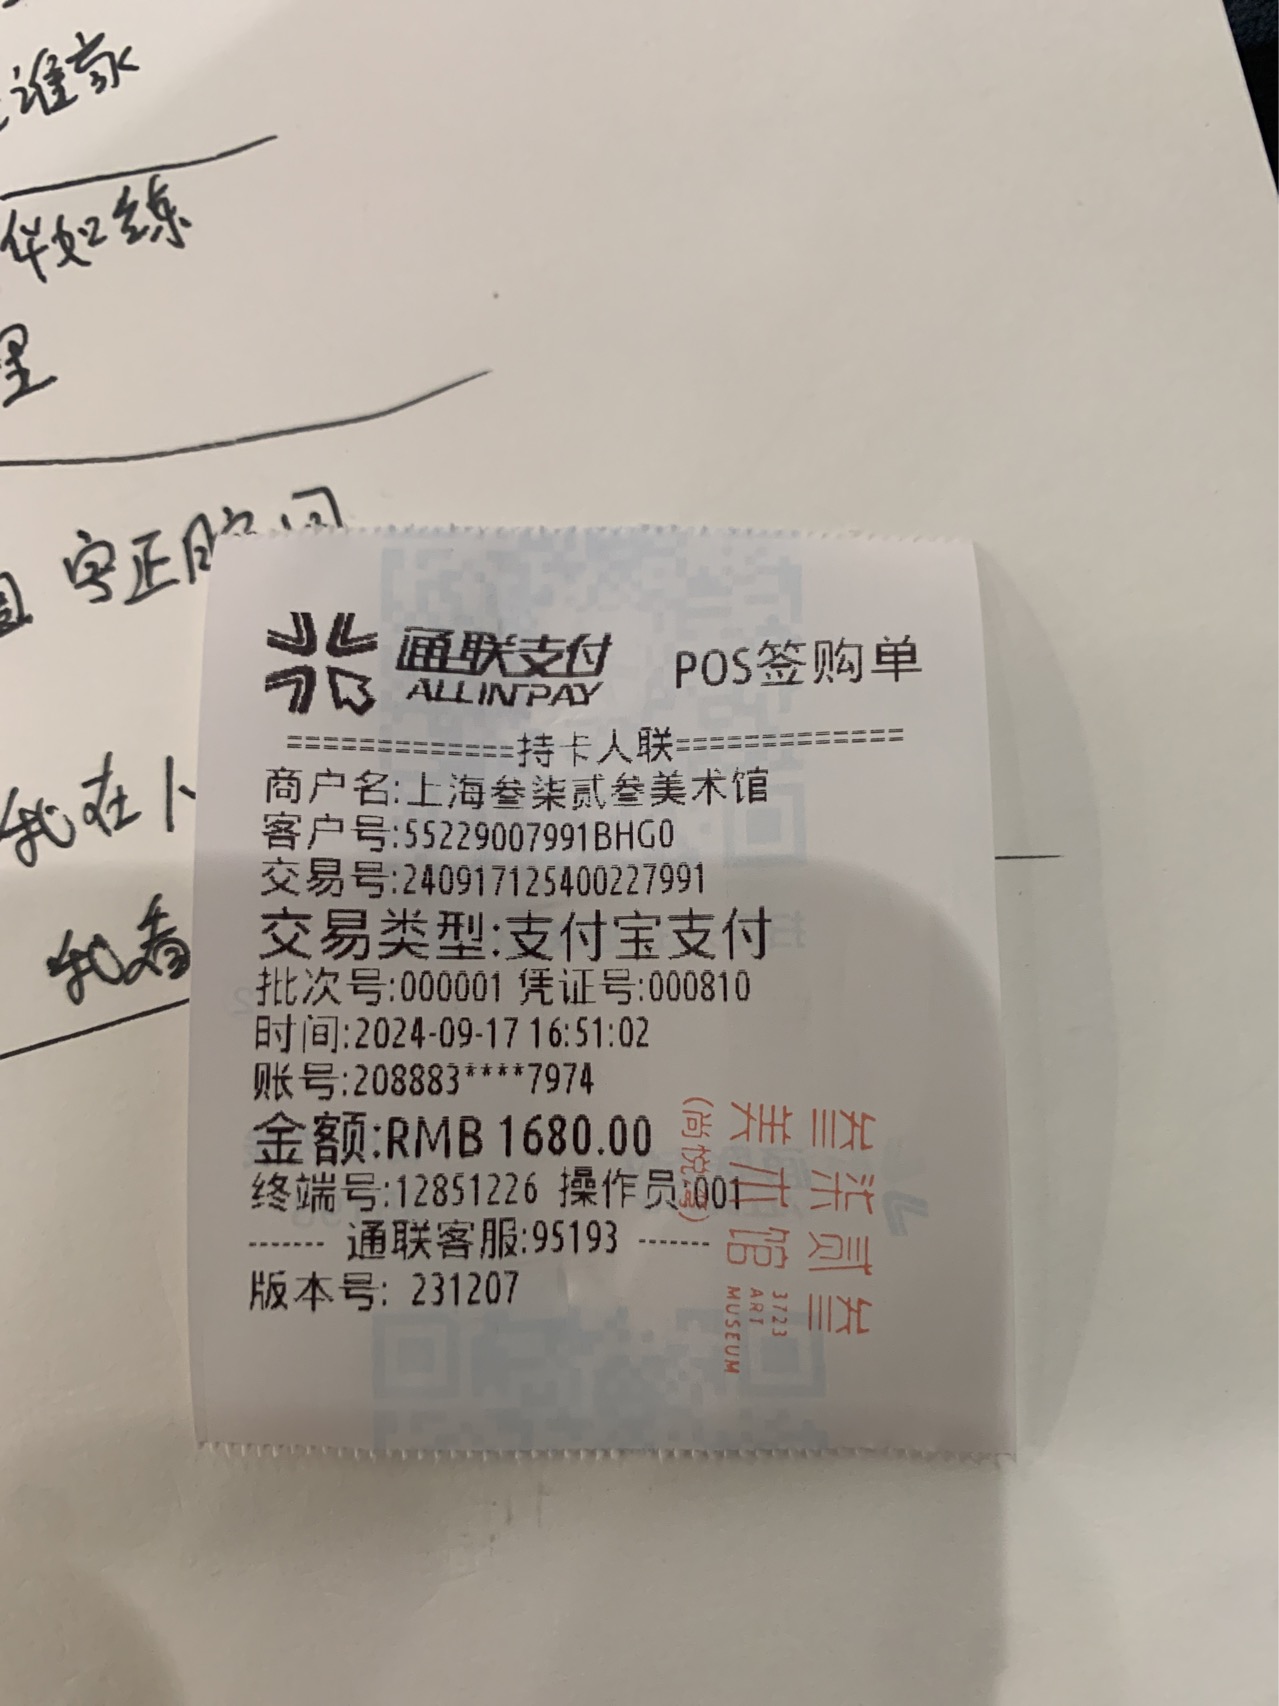 谁家
华如练
里
字正
我在
我看
通联支付
ALLINPAY
POS签购单
=============持卡人联=============
商户名:上海叁柒贰叁美术馆
客户号:55229007991BHG0
交易号:240917125400227991
交易类型:支付宝支付
批次号:000001 凭证号:000810
时间:2024-09-17 16:51:02
账号:208883****7974
金额:RMB 1680.00
终端号:12851226 操作员:001
------- 通联客服:95193 -------
版本号: 231207
叁柒贰叁
美术馆
3723
ART
MUSEUM
(尚悦湾)